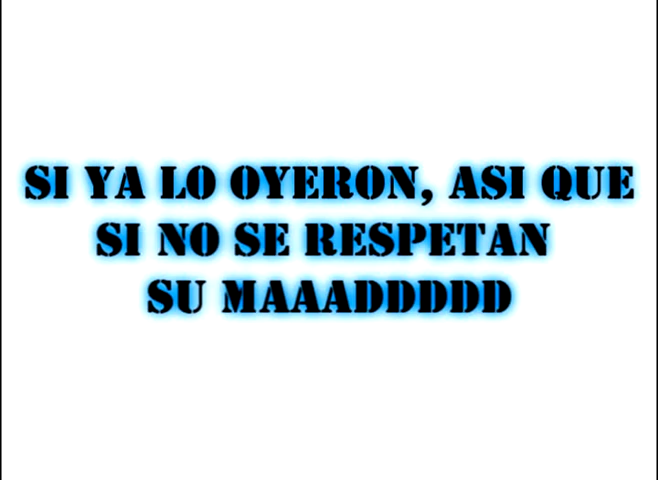 SI YA LO OYERON, ASI QUE
SI NO SE RESPETAN
SU MAAADDDDD